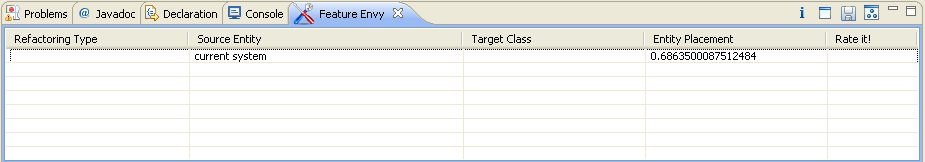 Problems @ Javadoc Declaration Console Feature Envy
Refactoring Type Source Entity Target Class Entity Placement Rate it!
current system 0.6863500087512484